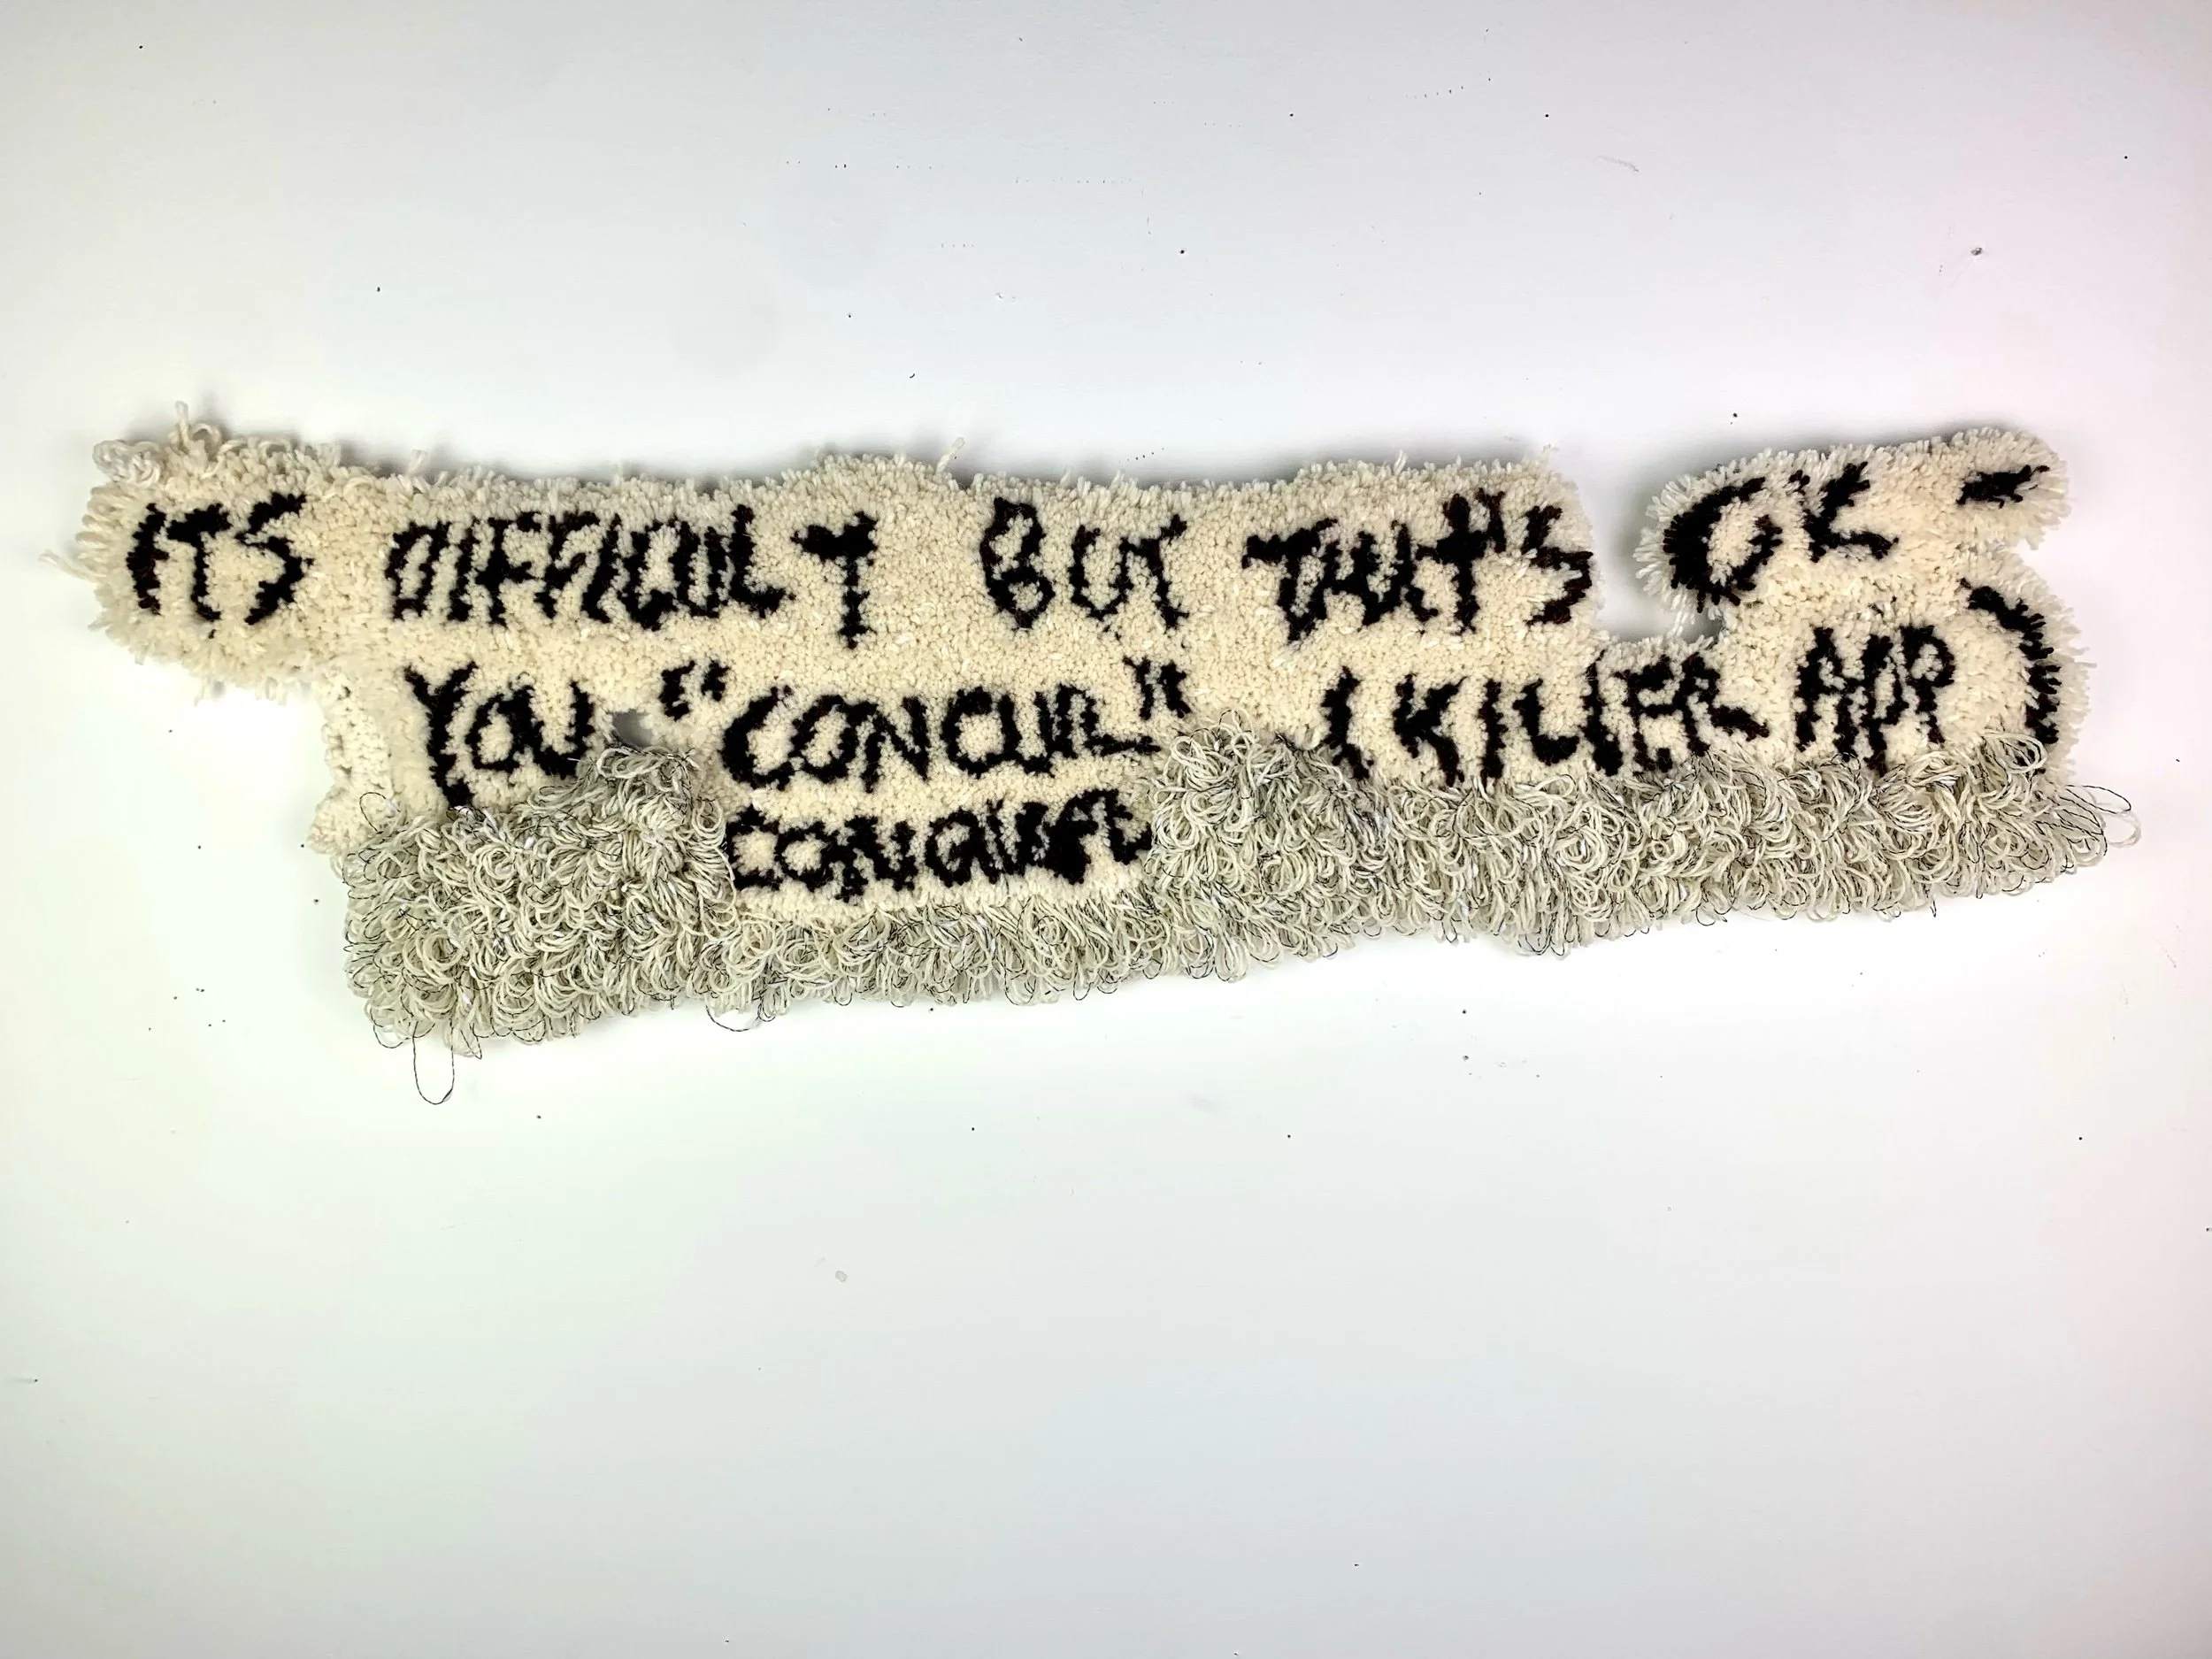 ITS DIFFICULT BUT THAT'S OK -
YOU "CONCUR" (KILLER APP)
CONQUER